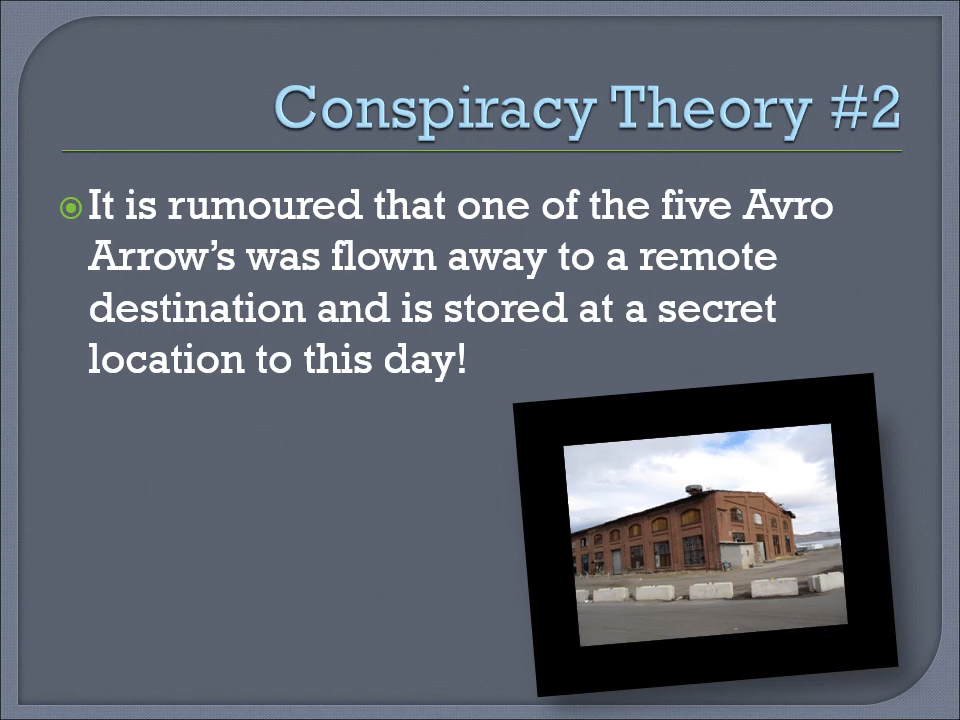 Conspiracy Theory #2
It is rumoured that one of the five Avro
Arrow’s was flown away to a remote
destination and is stored at a secret
location to this day!